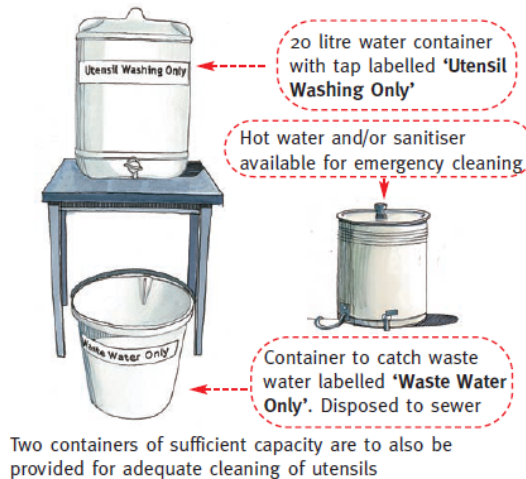 Utensil Washing Only
20 litre water container
with tap labelled ‘Utensil
Washing Only’
Hot water and/or sanitiser
available for emergency cleaning
Waste Water Only
Container to catch waste
water labelled ‘Waste Water
Only’. Disposed to sewer
Two containers of sufficient capacity are to also be
provided for adequate cleaning of utensils